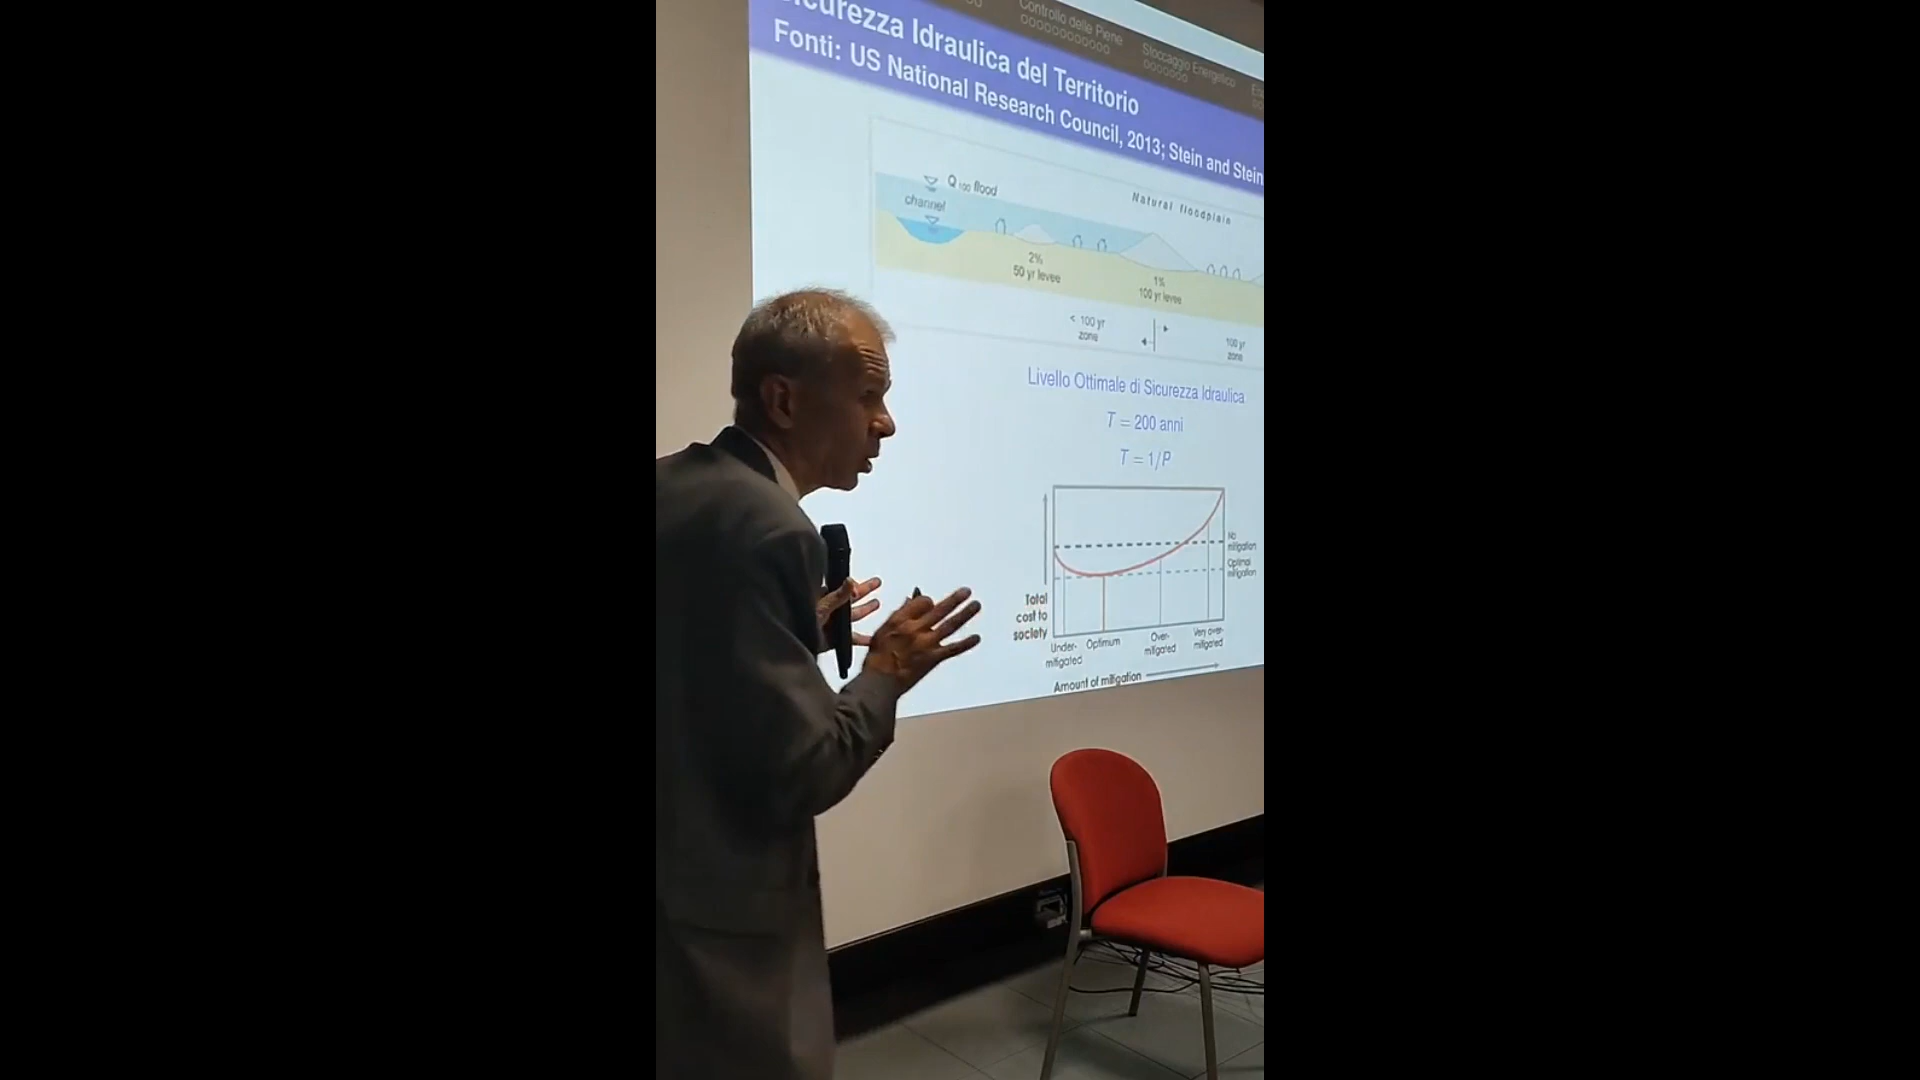 Controllo delle Piene
Stoccaggio Energetico
Sicurezza Idraulica del Territorio
Fonti: US National Research Council, 2013; Stein and Stein
Q100 flood
channel
Natural floodplain
2%
50 yr levee
1%
100 yr levee
< 100 yr
zone
100 yr
zone
Livello Ottimale di Sicurezza Idraulica
T = 200 anni
T = 1/P
No
mitigation
Optimal
mitigation
Total
cost to
society
Under-
mitigated
Optimum
Over-
mitigated
Very over-
mitigated
Amount of mitigation